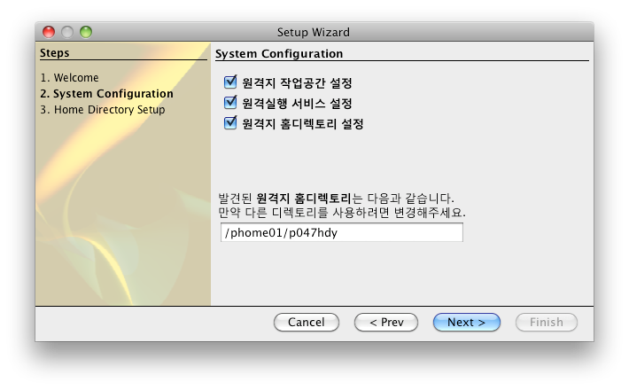 Setup Wizard
Steps
1. Welcome
2. System Configuration
3. Home Directory Setup
System Configuration
원격지 작업공간 설정
원격실행 서비스 설정
원격지 홈디렉토리 설정
발견된 원격지 홈디렉토리는 다음과 같습니다.
만약 다른 디렉토리를 사용하려면 변경해주세요.
/phome01/p047hdy
Cancel
< Prev
Next >
Finish